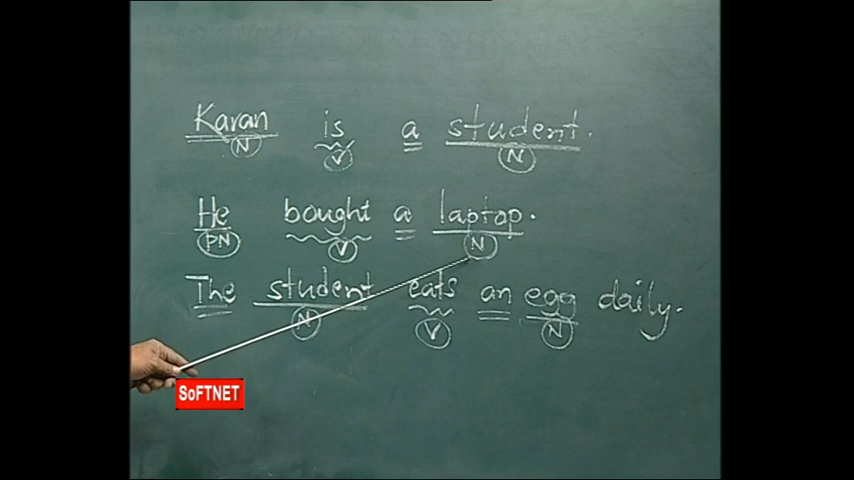 Karan is a student.
N V N
He bought a laptop.
PN V N
The student eats an egg daily.
N V N
SoFTNET